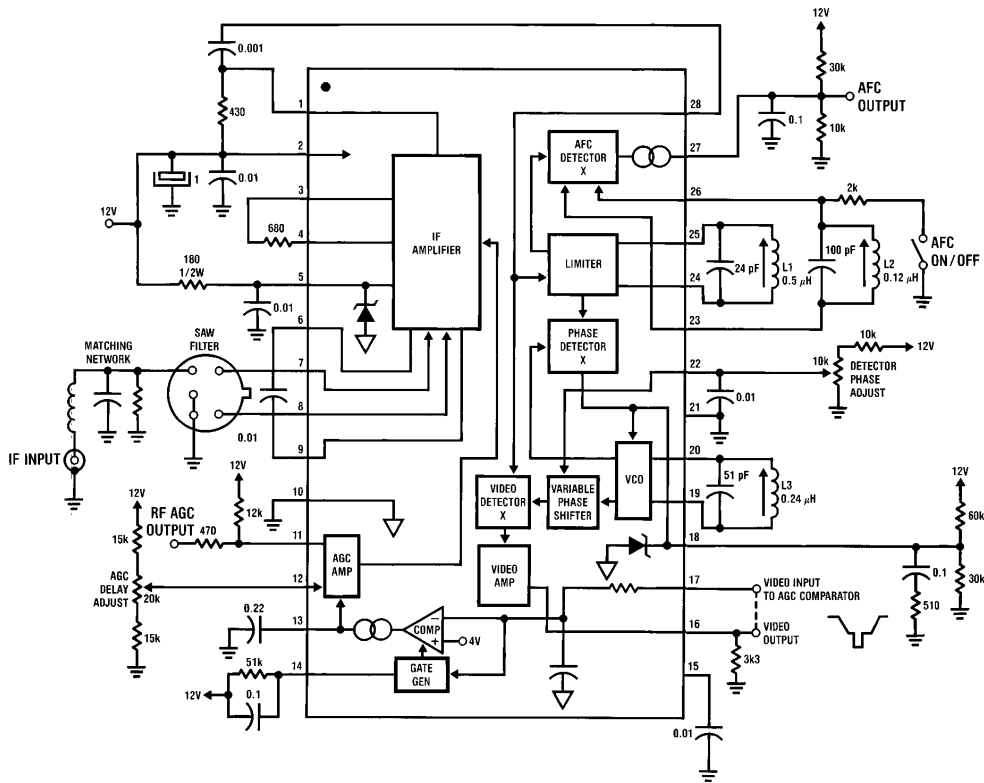 12V
30k
AFC
OUTPUT
0.1
10k
0.001
430
1
0.01
12V
680
180
1/2W
0.01
MATCHING
NETWORK
SAW
FILTER
IF INPUT
0.01
12V
12k
RF AGC
OUTPUT
470
12V
15k
AGC
DELAY
ADJUST
20k
15k
0.22
51k
12V
0.1
1
2
3
4
5
6
7
8
9
10
11
12
13
14
IF
AMPLIFIER
AFC
DETECTOR
X
LIMITER
PHASE
DETECTOR
X
VCO
VARIABLE
PHASE
SHIFTER
VIDEO
DETECTOR
X
VIDEO
AMP
AGC
AMP
COMP
−
+
4V
GATE
GEN
28
27
26
25
24
23
22
21
20
19
18
17
16
15
2k
AFC
ON/OFF
24 pF
L1
0.5 μH
100 pF
L2
0.12 μH
10k
12V
10k
DETECTOR
PHASE
ADJUST
0.01
51 pF
L3
0.24 μH
12V
60k
0.1
30k
510
VIDEO INPUT
TO AGC COMPARATOR
VIDEO
OUTPUT
3k3
0.01